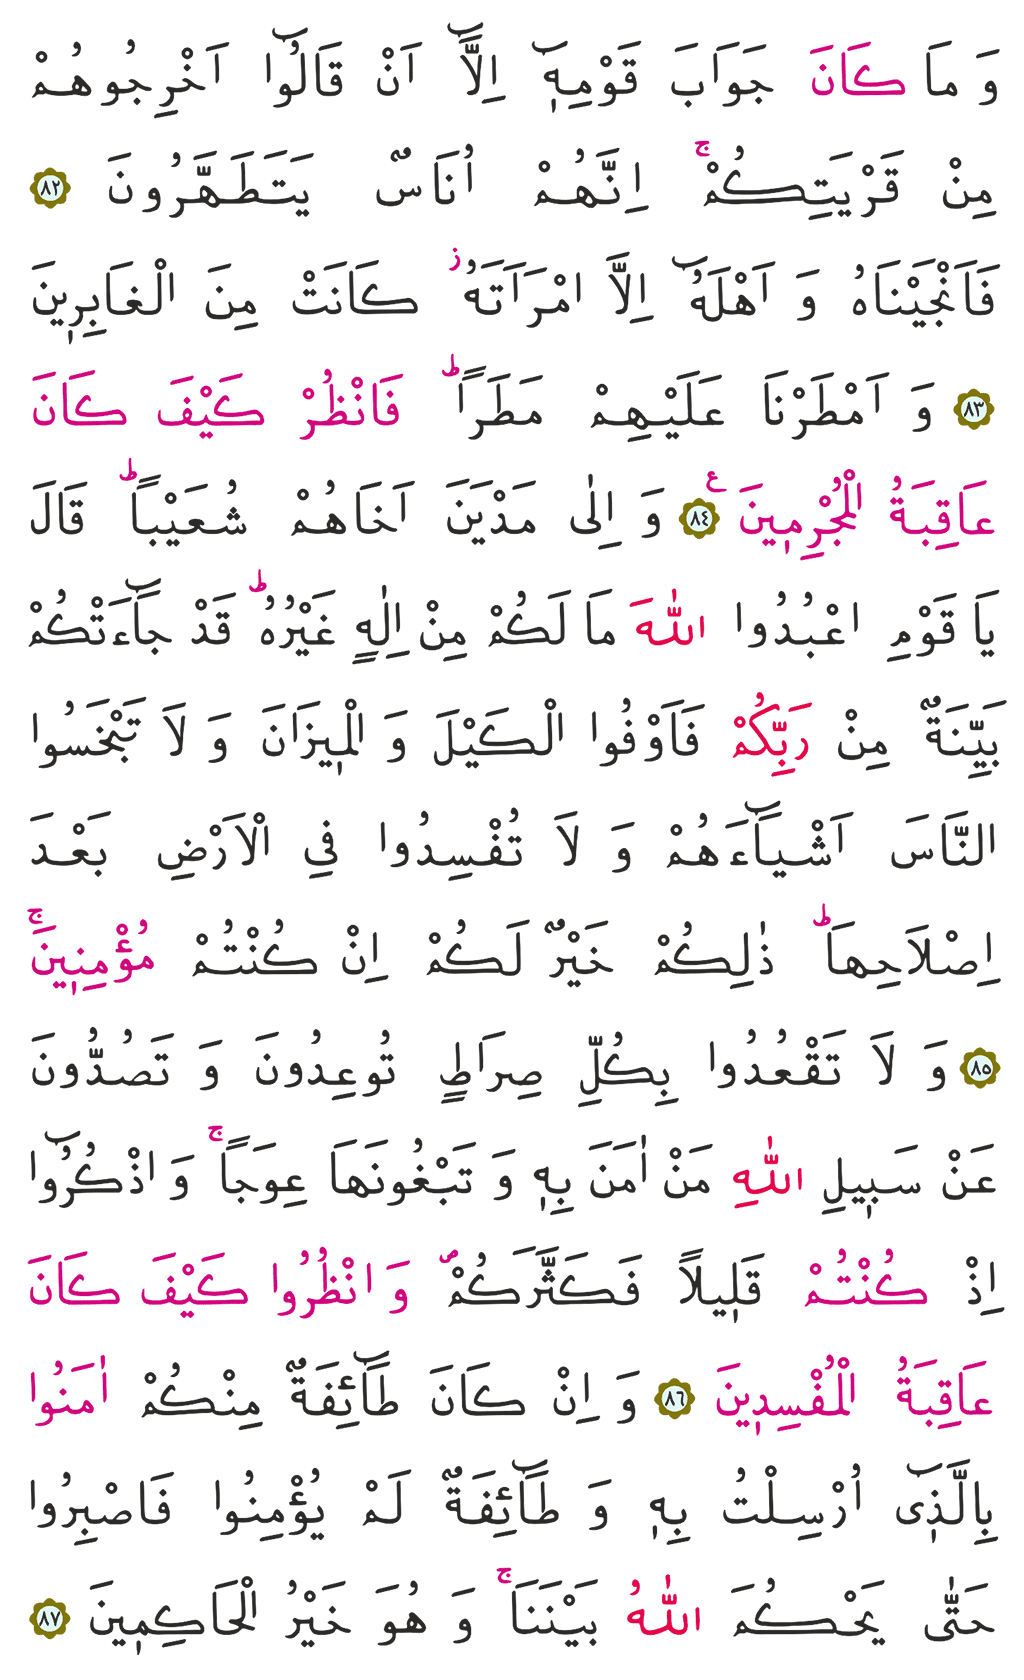 وَ مَا كَانَ جَوَابَ قَوْمِهٖٓ اِلَّٓا اَنْ قَالُٓوا اَخْرِجُوهُمْ
مِنْ قَرْيَتِكُمْۚ اِنَّهُمْ اُنَاسٌ يَتَطَهَّرُونَ ﴿٨٢﴾
فَاَنْجَيْنَاهُ وَ اَهْلَهُٓ اِلَّا امْرَاَتَهُۘ كَانَتْ مِنَ الْغَابِرٖينَ
﴿٨٣﴾ وَ اَمْطَرْنَا عَلَيْهِمْ مَطَرًاۜ فَانْظُرْ كَيْفَ كَانَ
عَاقِبَةُ الْمُجْرِمٖينَ ࣖ ﴿٨٤﴾ وَ اِلٰى مَدْيَنَ اَخَاهُمْ شُعَيْبًاۜ قَالَ
يَا قَوْمِ اعْبُدُوا اللّٰهَ مَا لَكُمْ مِنْ اِلٰهٍ غَيْرُهُۜ قَدْ جَٓاءَتْكُمْ
بَيِّنَةٌ مِنْ رَبِّكُمْ فَاَوْفُوا الْكَيْلَ وَ الْمٖيزَانَ وَ لَا تَبْخَسُوا
النَّاسَ اَشْيَٓاءَهُمْ وَ لَا تُفْسِدُوا فِي الْاَرْضِ بَعْدَ
اِصْلَاحِهَاۜ ذٰلِكُمْ خَيْرٌ لَكُمْ اِنْ كُنْتُمْ مُؤْمِنٖينَۚ
﴿٨٥﴾ وَ لَا تَقْعُدُوا بِكُلِّ صِرَاطٍ تُوعِدُونَ وَ تَصُدُّونَ
عَنْ سَبٖيلِ اللّٰهِ مَنْ اٰمَنَ بِهٖ وَ تَبْغُونَهَا عِوَجًاۚ وَ اذْكُرُٓوا
اِذْ كُنْتُمْ قَلٖيلًا فَكَثَّرَكُمْۖ وَ انْظُرُوا كَيْفَ كَانَ
عَاقِبَةُ الْمُفْسِدٖينَ ﴿٨٦﴾ وَ اِنْ كَانَ طَٓائِفَةٌ مِنْكُمْ اٰمَنُوا
بِالَّذٖٓى اُرْسِلْتُ بِهٖ وَ طَٓائِفَةٌ لَمْ يُؤْمِنُوا فَاصْبِرُوا
حَتّٰى يَحْكُمَ اللّٰهُ بَيْنَنَاۚ وَ هُوَ خَيْرُ الْحَاكِمٖينَ ﴿٨٧﴾